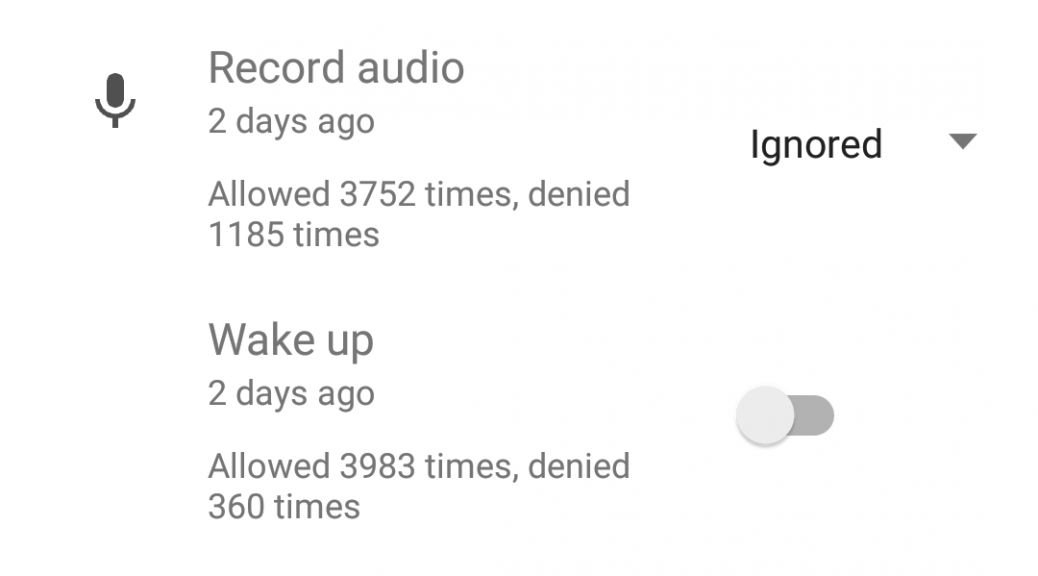 Record audio
2 days ago
Ignored
Allowed 3752 times, denied
1185 times
Wake up
2 days ago
Allowed 3983 times, denied
360 times